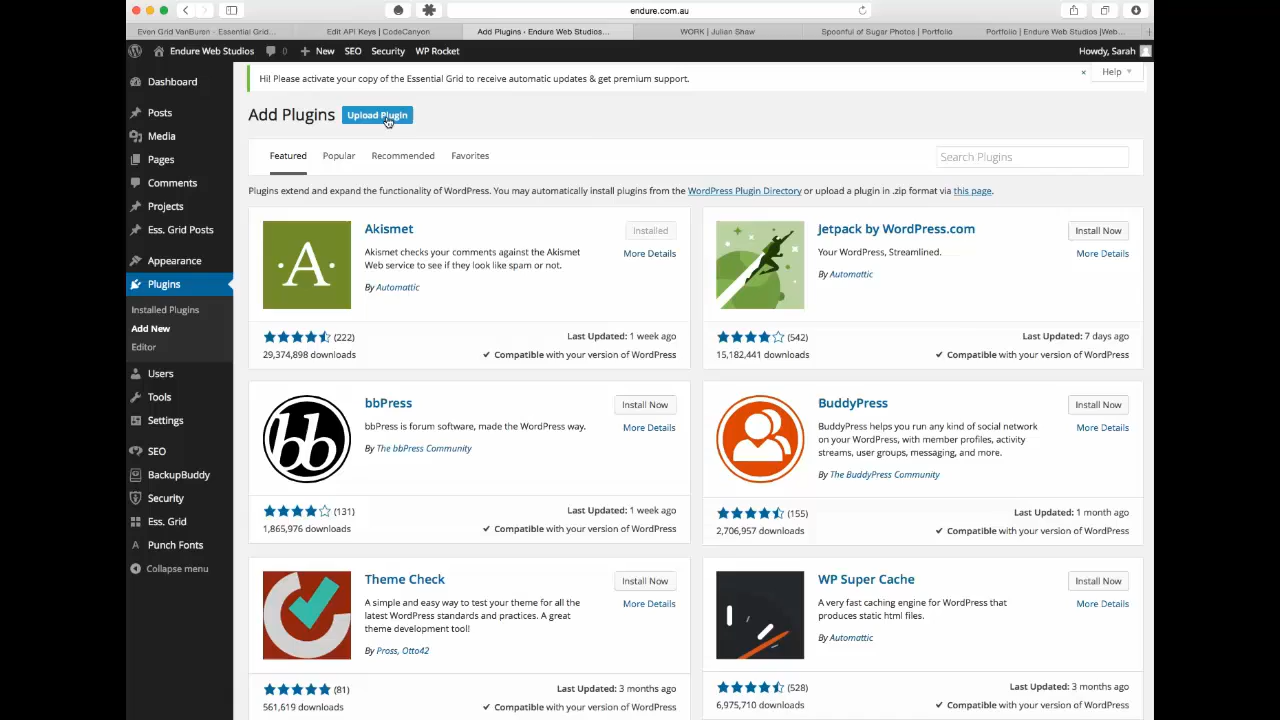 endure.com.au
Even Grid VanBuren - Essential Grid...
Edit API Keys | CodeCanyon
Add Plugins ‹ Endure Web Studios...
WORK | Julian Shaw
Spoonful of Sugar Photos | Portfolio
Portfolio | Endure Web Studios |Web...
Endure Web Studios
0
New
SEO
Security
WP Rocket
Howdy, Sarah
Dashboard
Posts
Media
Pages
Comments
Projects
Ess. Grid Posts
Appearance
Plugins
Installed Plugins
Add New
Editor
Users
Tools
Settings
SEO
BackupBuddy
Security
Ess. Grid
Punch Fonts
Collapse menu
Hi! Please activate your copy of the Essential Grid to receive automatic updates & get premium support.
×
Help
Add Plugins
Upload Plugin
Featured
Popular
Recommended
Favorites
Search Plugins
Plugins extend and expand the functionality of WordPress. You may automatically install plugins from the WordPress Plugin Directory or upload a plugin in .zip format via this page.
Akismet
Installed
More Details
Akismet checks your comments against the Akismet
Web service to see if they look like spam or not.
By Automattic
(222)
29,374,898 downloads
Last Updated: 1 week ago
✔ Compatible with your version of WordPress
Jetpack by WordPress.com
Install Now
More Details
Your WordPress, Streamlined.
By Automattic
(542)
15,182,441 downloads
Last Updated: 7 days ago
✔ Compatible with your version of WordPress
bbPress
Install Now
More Details
bbPress is forum software, made the WordPress way.
By The bbPress Community
(131)
1,865,976 downloads
Last Updated: 1 week ago
✔ Compatible with your version of WordPress
BuddyPress
Install Now
More Details
BuddyPress helps you run any kind of social network
on your WordPress, with member profiles, activity
streams, user groups, messaging, and more.
By The BuddyPress Community
(155)
2,706,957 downloads
Last Updated: 1 month ago
✔ Compatible with your version of WordPress
Theme Check
Install Now
More Details
A simple and easy way to test your theme for all the
latest WordPress standards and practices. A great
theme development tool!
By Pross, Otto42
(81)
561,619 downloads
Last Updated: 3 months ago
✔ Compatible with your version of WordPress
WP Super Cache
Install Now
More Details
A very fast caching engine for WordPress that
produces static html files.
By Automattic
(528)
6,975,710 downloads
Last Updated: 3 months ago
✔ Compatible with your version of WordPress